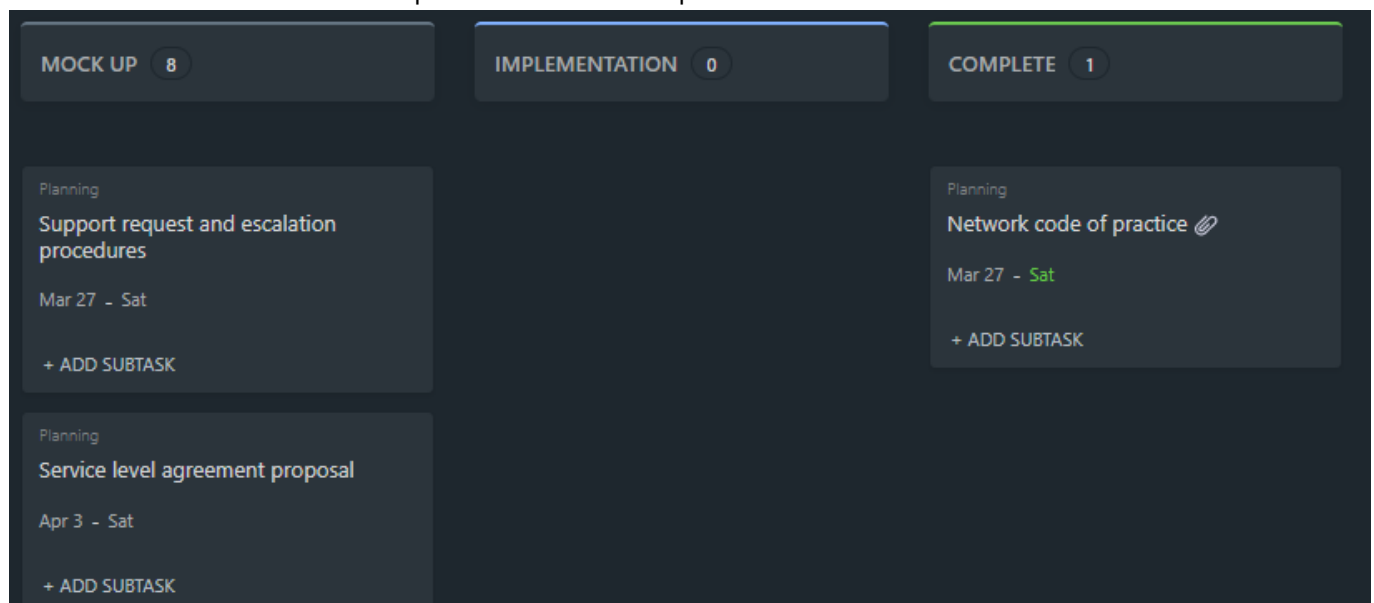 MOCK UP 8
IMPLEMENTATION 0
COMPLETE 1
Planning
Support request and escalation
procedures
Mar 27 - Sat
+ ADD SUBTASK
Planning
Service level agreement proposal
Apr 3 - Sat
+ ADD SUBTASK
Planning
Network code of practice
Mar 27 - Sat
+ ADD SUBTASK